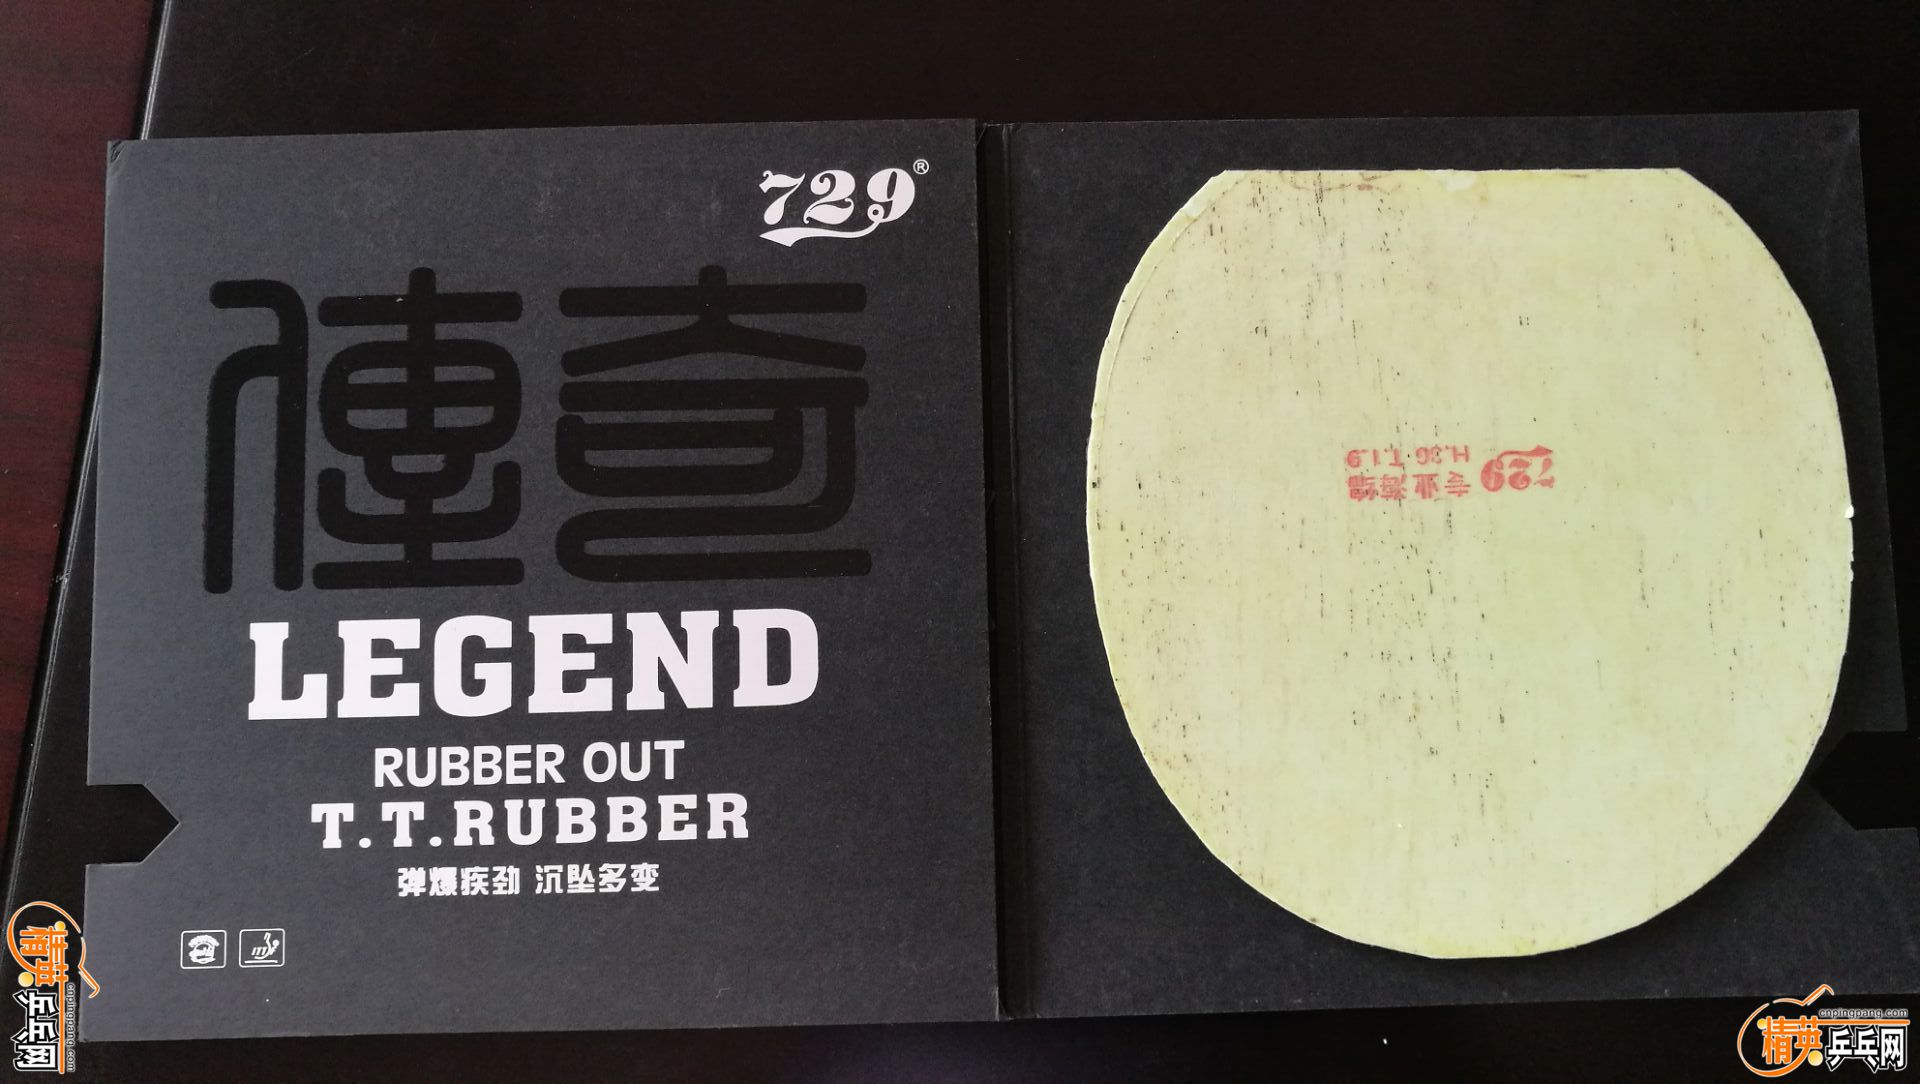 729®
傳奇
LEGEND
RUBBER OUT
T.T.RUBBER
弹爆疾劲 沉坠多变
729 专业海绵
H.36 T.1.9
精英乒乓网
cnpingpang.com
cnpingpang.com
精英乒乓网